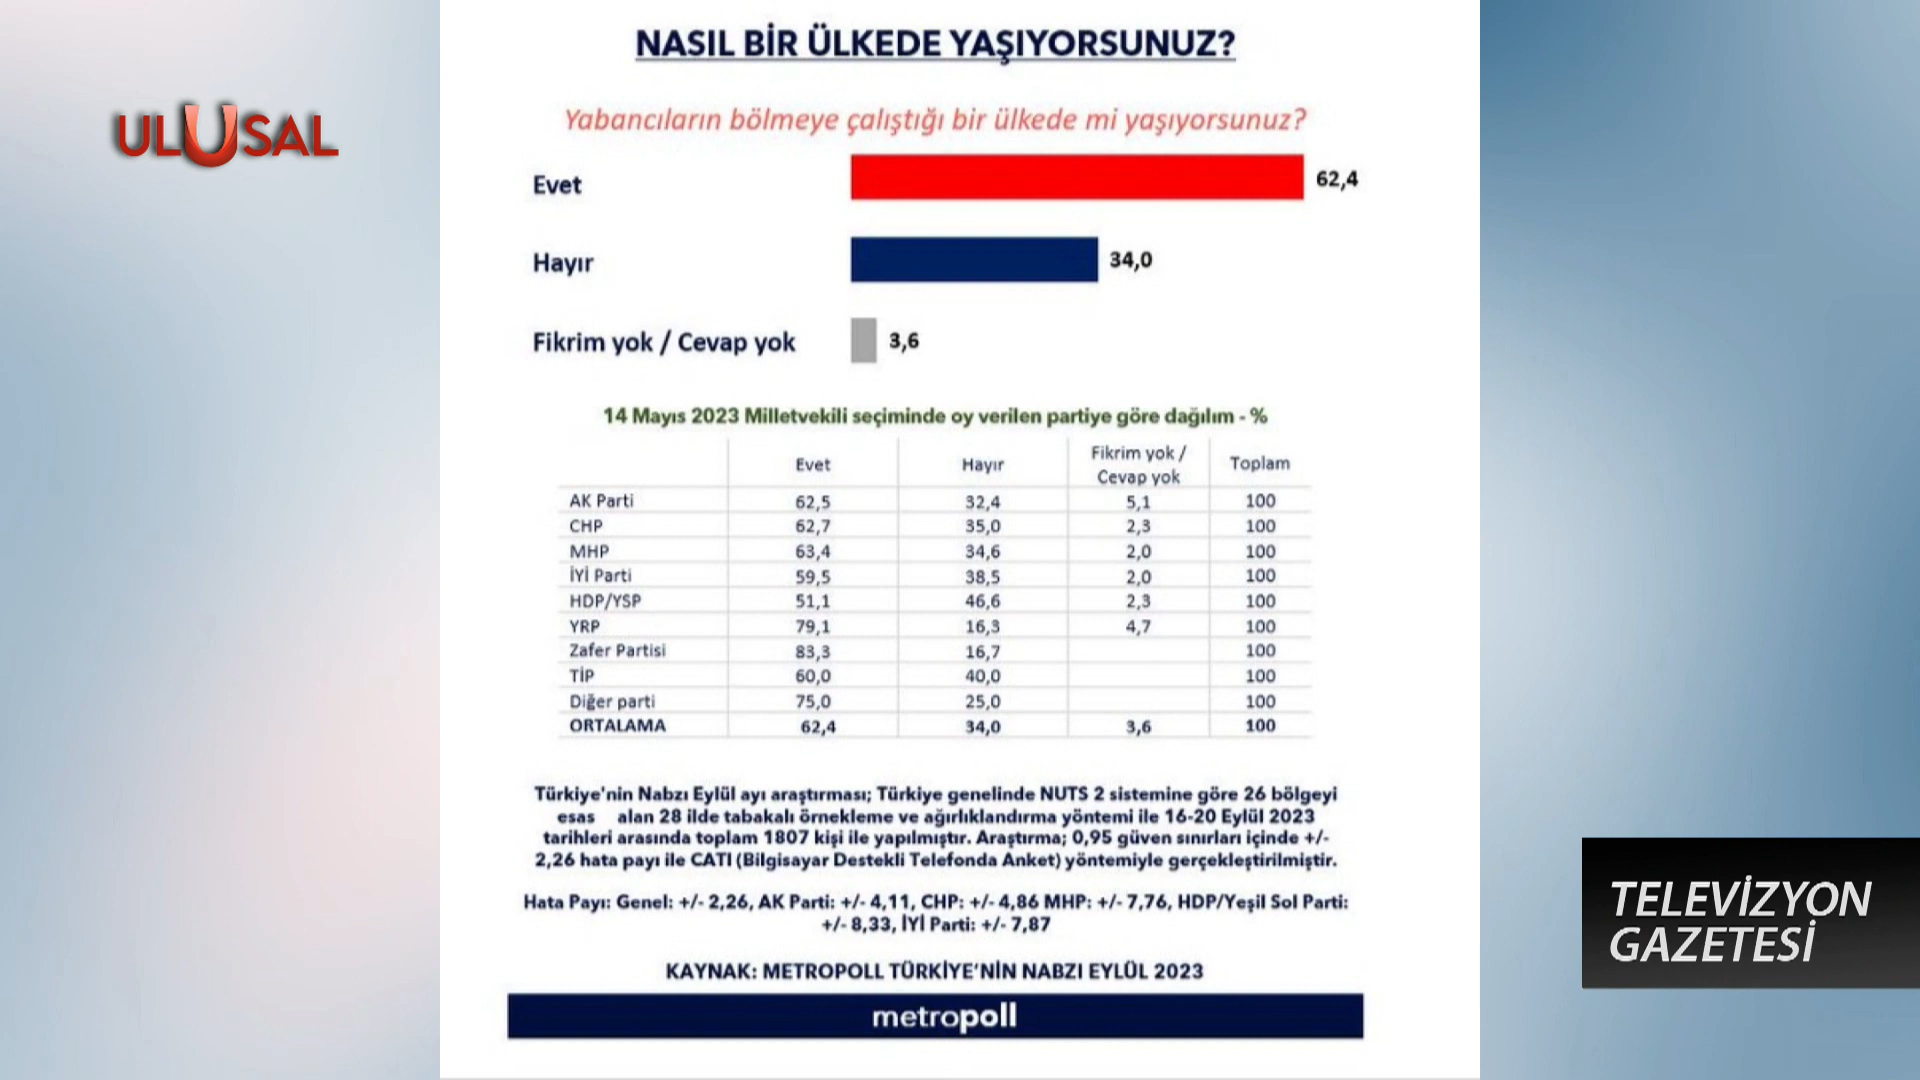 NASIL BİR ÜLKEDE YAŞIYORSUNUZ?
ULUSAL
Yabancıların bölmeye çalıştığı bir ülkede mi yaşıyorsunuz?
Evet 62,4
Hayır 34,0
Fikrim yok / Cevap yok 3,6
14 Mayıs 2023 Milletvekili seçiminde oy verilen partiye göre dağılım - %
Evet Hayır Fikrim yok / Cevap yok Toplam
AK Parti 62,5 32,4 5,1 100
CHP 62,7 35,0 2,3 100
MHP 63,4 34,6 2,0 100
İYİ Parti 59,5 38,5 2,0 100
HDP/YSP 51,1 46,6 2,3 100
YRP 79,1 16,3 4,7 100
Zafer Partisi 83,3 16,7 100
TİP 60,0 40,0 100
Diğer parti 75,0 25,0 100
ORTALAMA 62,4 34,0 3,6 100
Türkiye'nin Nabzı Eylül ayı araştırması; Türkiye genelinde NUTS 2 sistemine göre 26 bölgeyi
esas alan 28 ilde tabakalı örnekleme ve ağırlıklandırma yöntemi ile 16-20 Eylül 2023
tarihleri arasında toplam 1807 kişi ile yapılmıştır. Araştırma; 0,95 güven sınırları içinde +/-
2,26 hata payı ile CATI (Bilgisayar Destekli Telefonda Anket) yöntemiyle gerçekleştirilmiştir.
Hata Payı: Genel: +/- 2,26, AK Parti: +/- 4,11, CHP: +/- 4,86 MHP: +/- 7,76, HDP/Yeşil Sol Parti:
+/- 8,33, İYİ Parti: +/- 7,87
KAYNAK: METROPOLL TÜRKİYE'NİN NABZI EYLÜL 2023
metropoll
TELEVİZYON
GAZETESİ